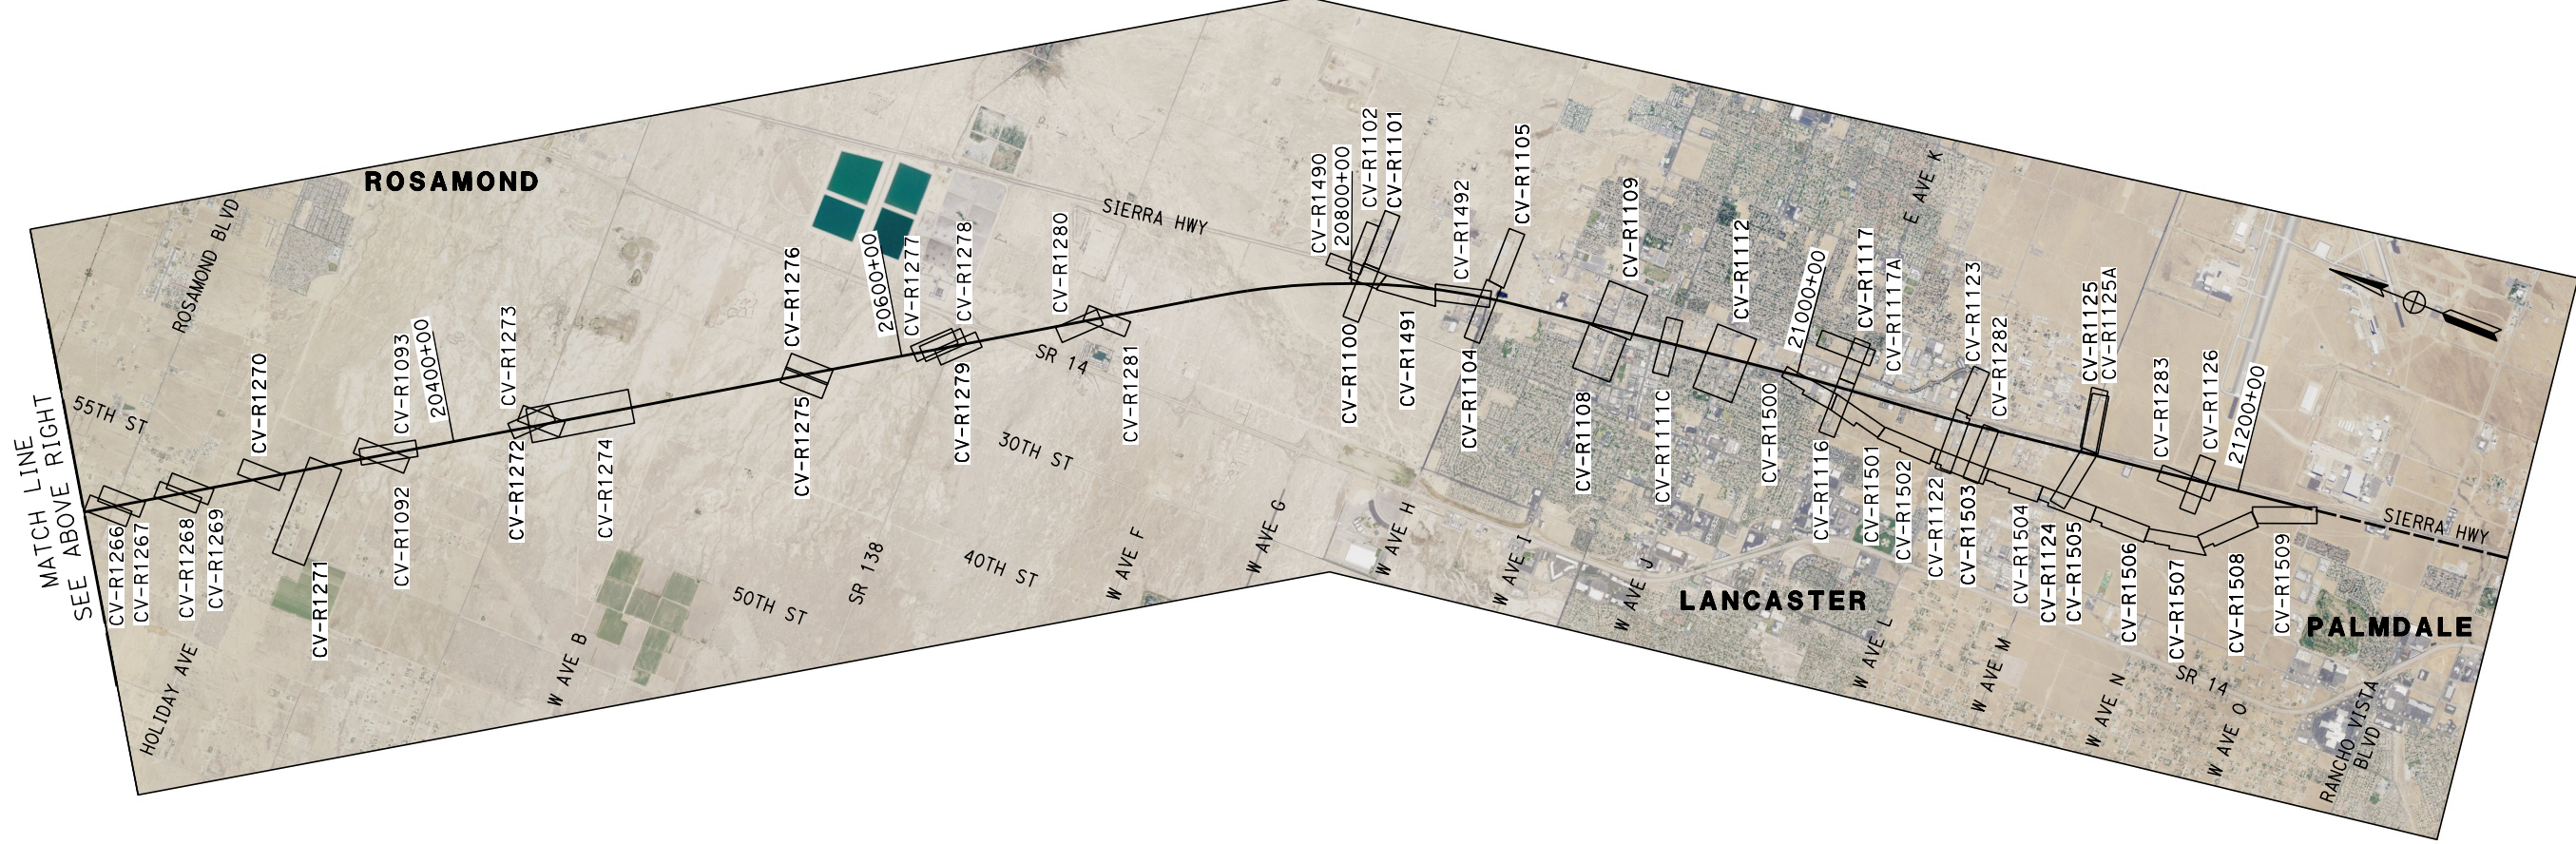 ROSAMOND
ROSAMOND BLVD
MATCH LINE
SEE ABOVE RIGHT
55TH ST
CV-R1266
CV-R1267
CV-R1268
CV-R1269
CV-R1270
CV-R1271
HOLIDAY AVE
CV-R1093
20400+00
CV-R1092
CV-R1273
CV-R1272
CV-R1274
W AVE B
CV-R1276
CV-R1275
50TH ST
SR 138
20600+00
CV-R1277
CV-R1278
CV-R1279
CV-R1280
CV-R1281
SR 14
30TH ST
40TH ST
SIERRA HWY
W AVE F
W AVE G
CV-R1490
20800+00
CV-R1102
CV-R1101
CV-R1100
CV-R1491
CV-R1492
CV-R1105
CV-R1104
W AVE H
W AVE I
W AVE J
CV-R1109
CV-R1108
CV-R1111C
CV-R1112
CV-R1500
21000+00
CV-R1117
CV-R1117A
E AVE K
CV-R1116
CV-R1501
CV-R1502
CV-R1122
CV-R1503
CV-R1123
CV-R1282
LANCASTER
W AVE L
W AVE M
CV-R1504
CV-R1124
CV-R1505
CV-R1125
CV-R1125A
CV-R1506
CV-R1507
CV-R1508
CV-R1509
CV-R1283
CV-R1126
21200+00
SIERRA HWY
PALMDALE
SR 14
W AVE N
W AVE O
RANCHO VISTA
BLVD